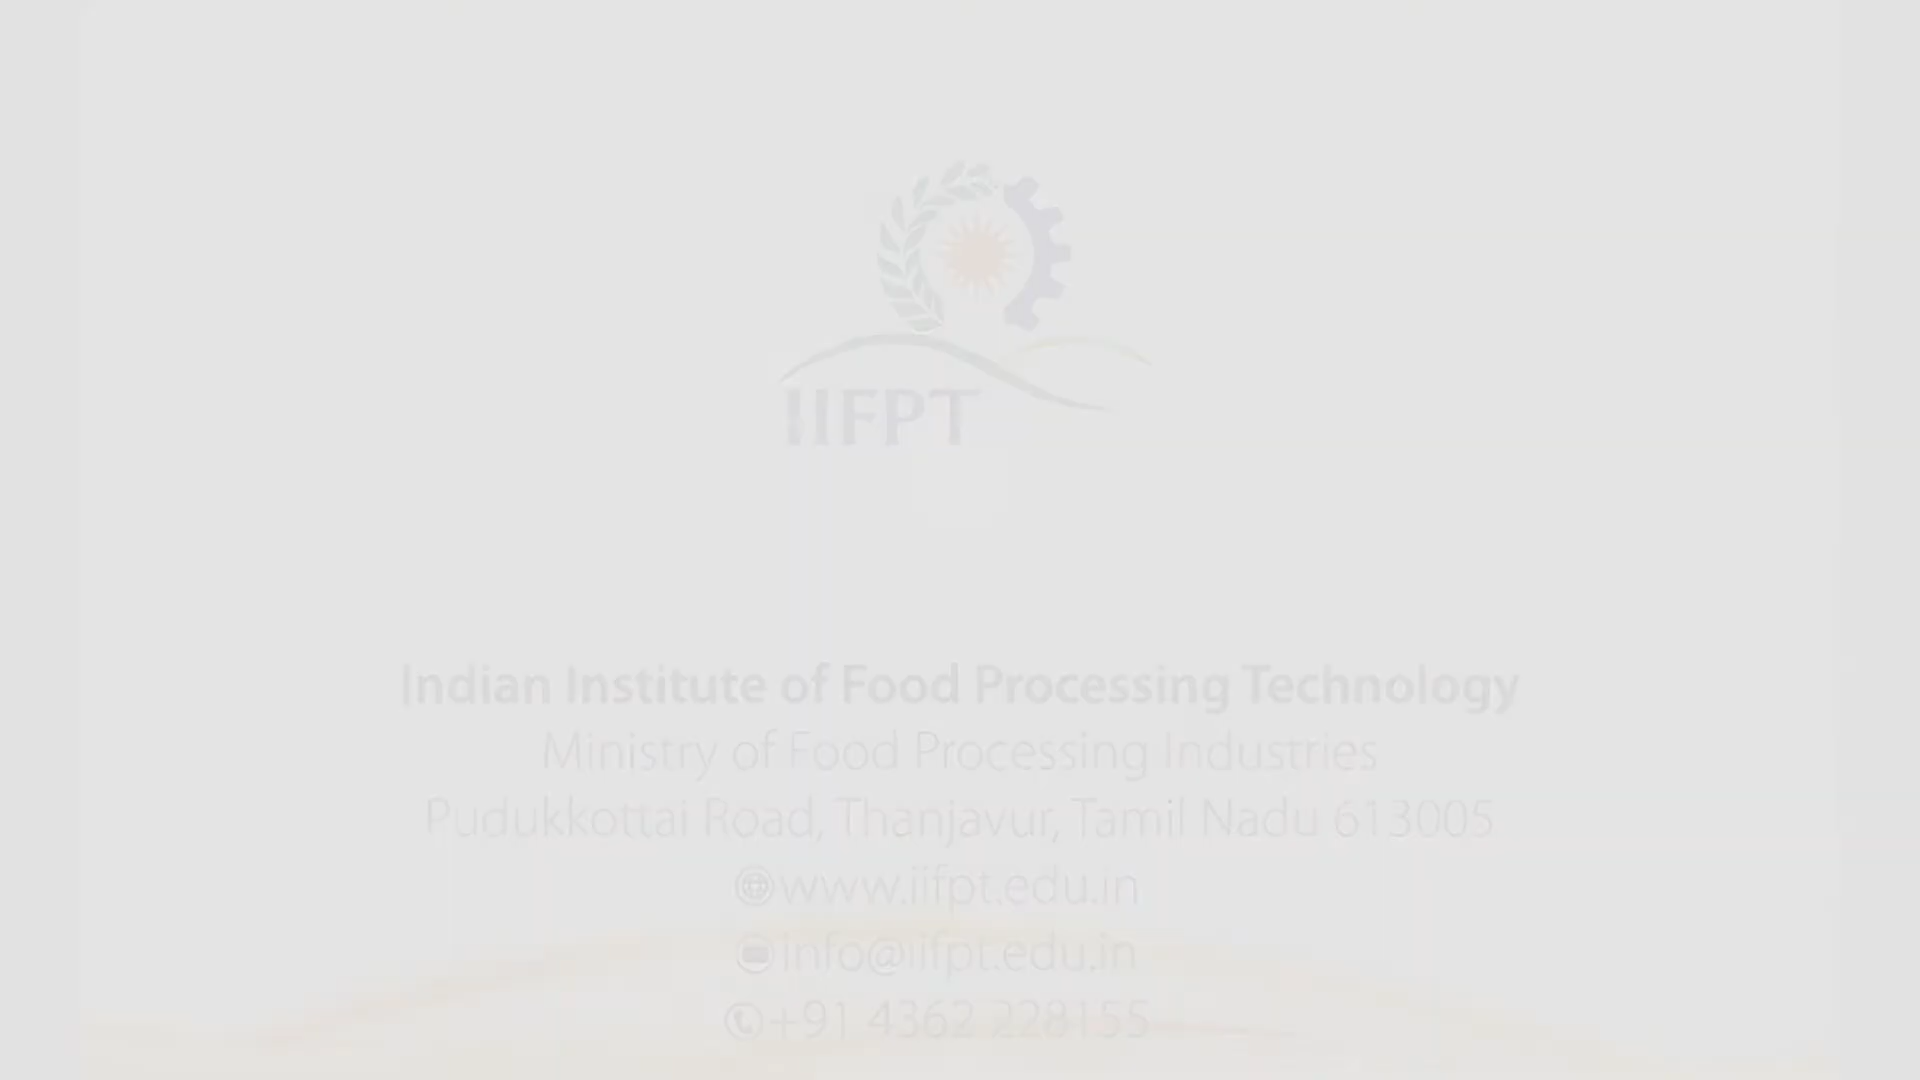 IIFPT
Indian Institute of Food Processing Technology
Ministry of Food Processing Industries
Pudukkottai Road, Thanjavur, Tamil Nadu 613005
www.iifpt.edu.in
info@iifpt.edu.in
+91 4362 228155